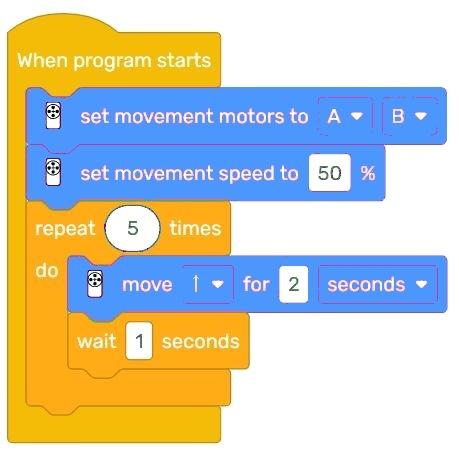 When program starts
set movement motors to A B
set movement speed to 50 %
repeat 5 times
do
move ↑ for 2 seconds
wait 1 seconds